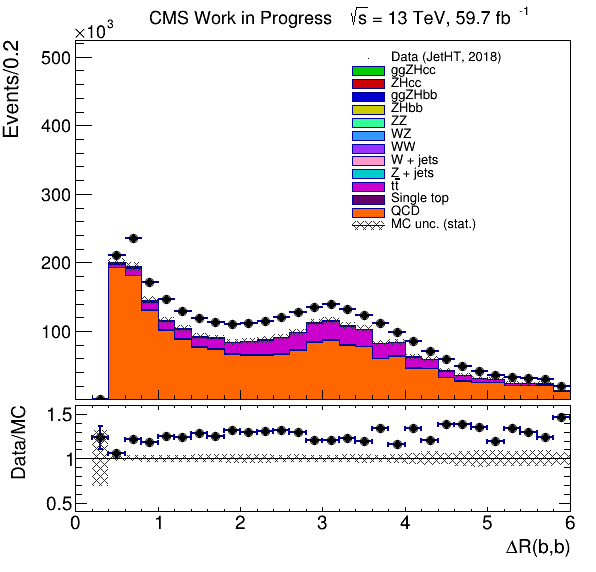 CMS Work in Progress √s = 13 TeV, 59.7 fb⁻¹
×10³
Events/0.2
500
400
300
200
100
Data (JetHT, 2018)
ggZHcc
ZHcc
ggZHbb
ZHbb
ZZ
WZ
WW
W + jets
Z + jets
tt̅
Single top
QCD
MC unc. (stat.)
Data/MC
1.5
1
0.5
0 1 2 3 4 5 6
ΔR(b,b)